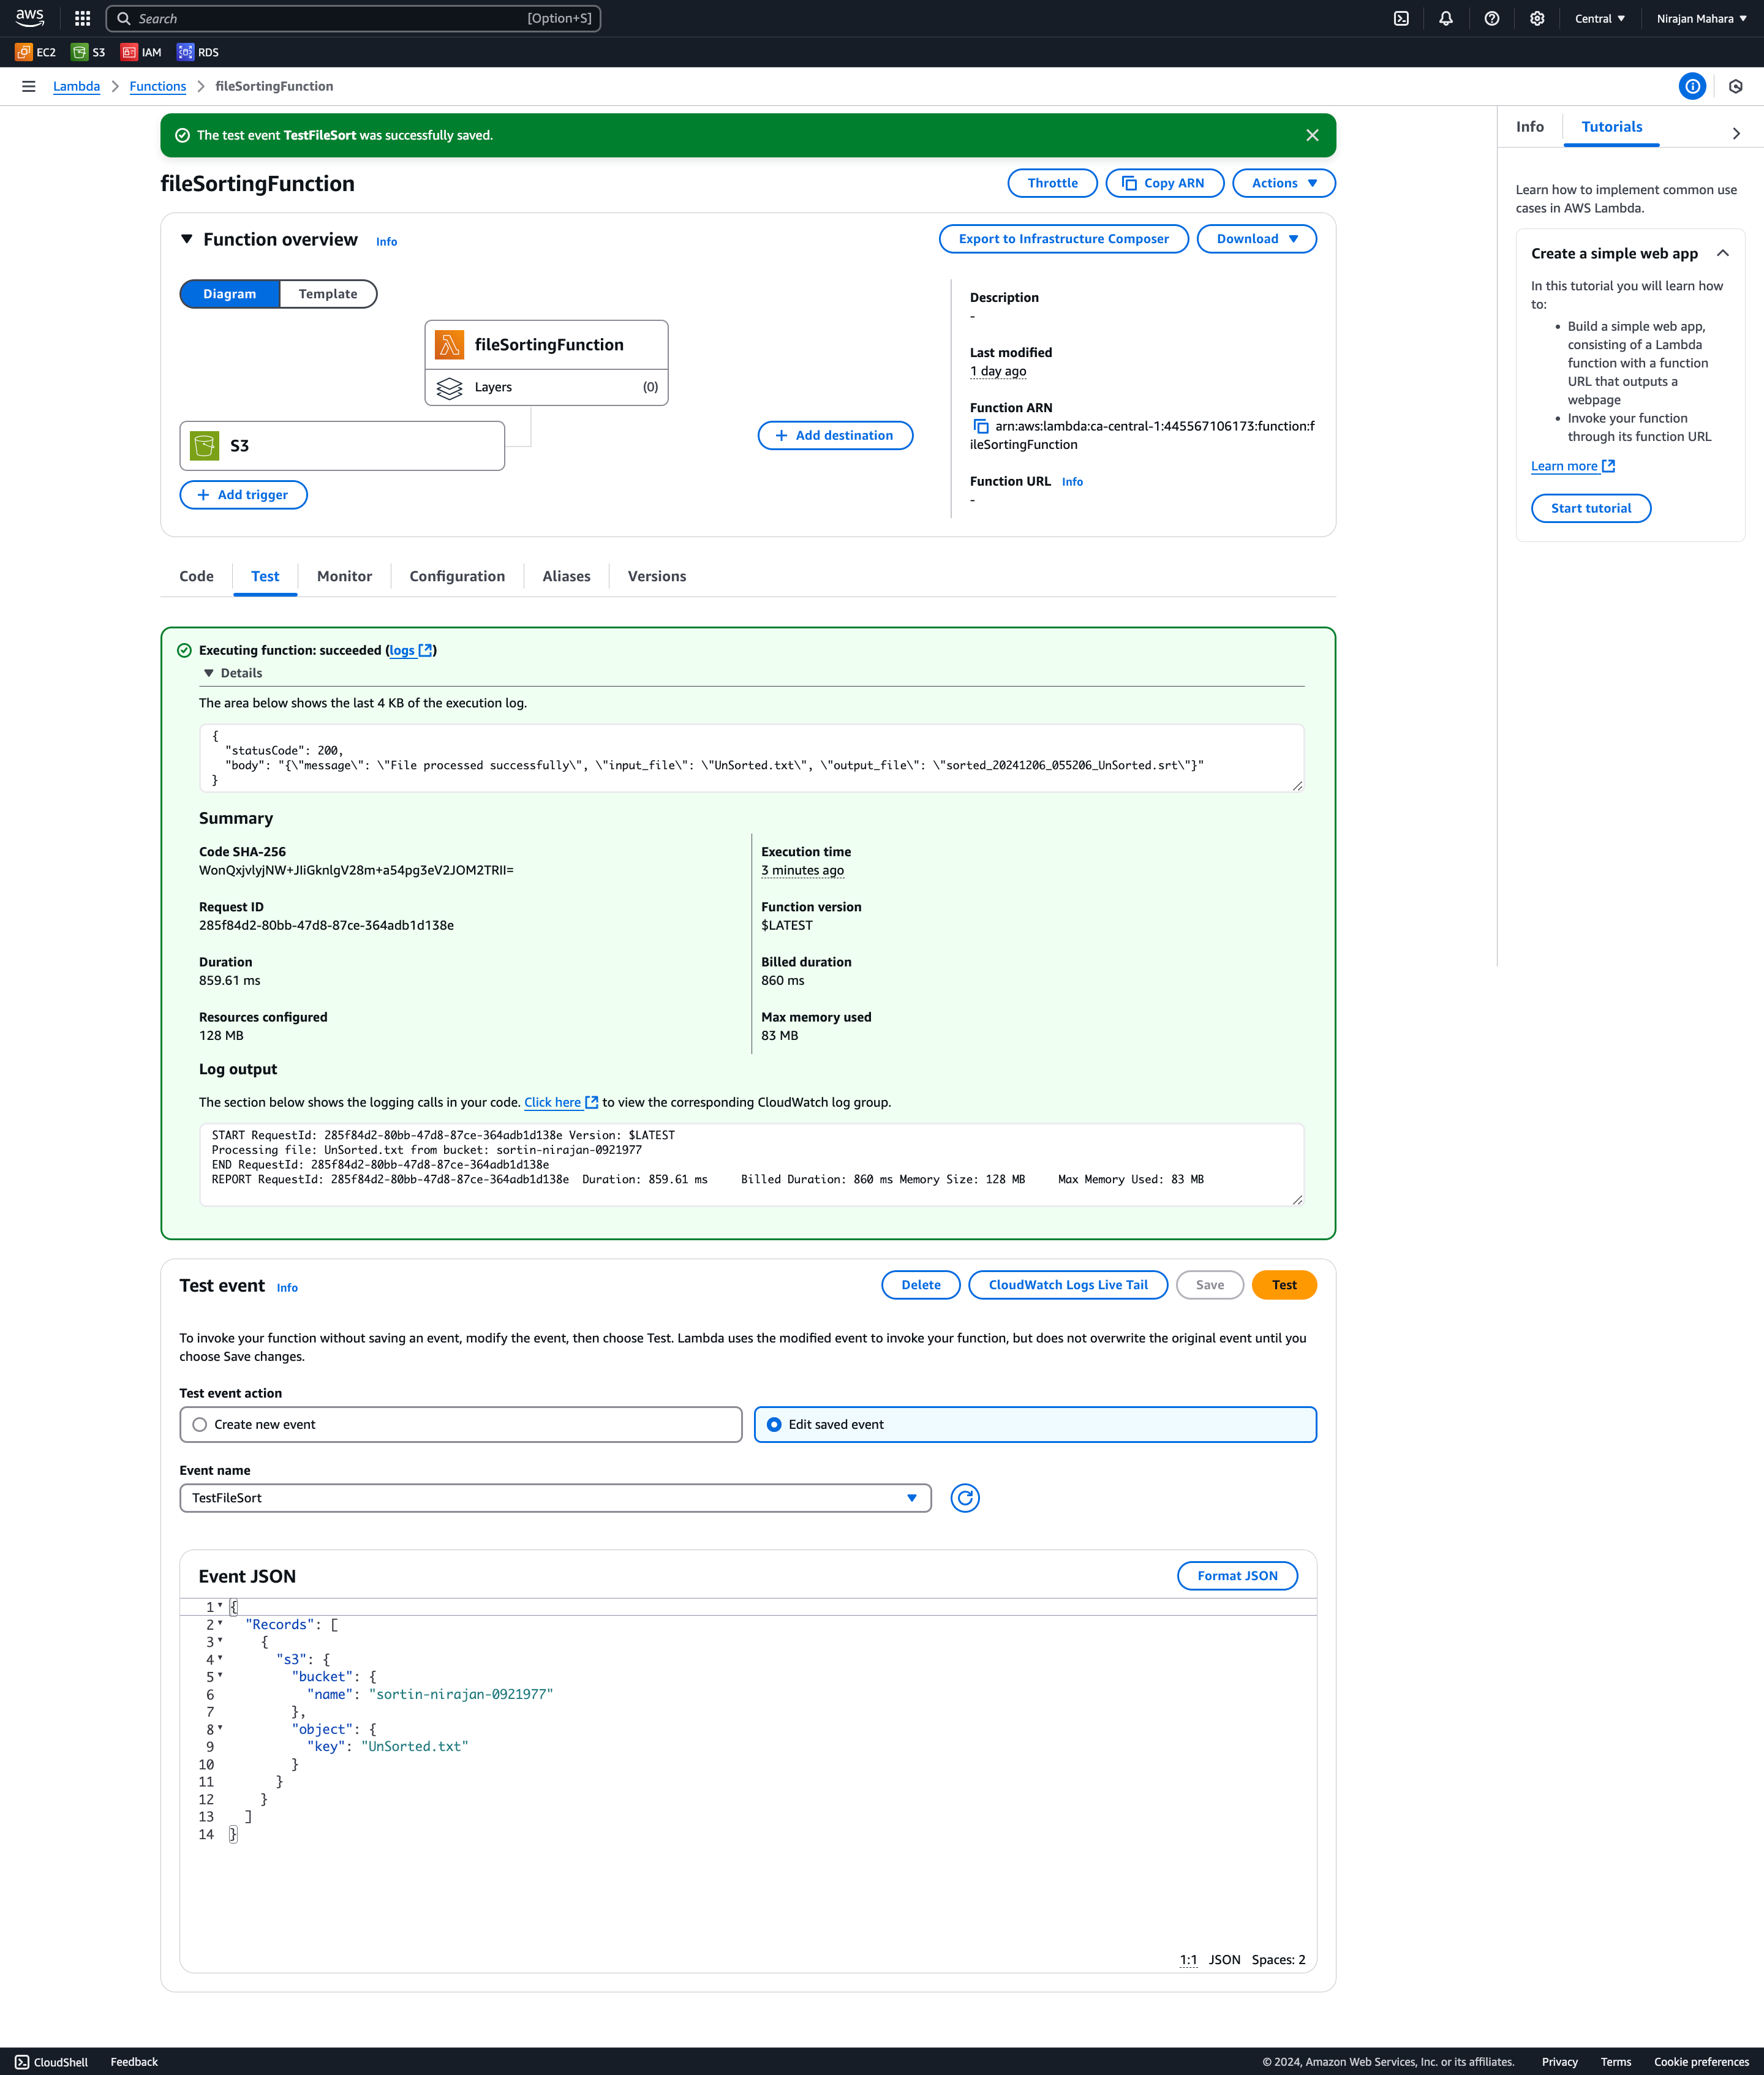 aws
Search [Option+S]
Central
Nirajan Mahara
EC2 S3 IAM RDS
Lambda Functions fileSortingFunction
The test event TestFileSort was successfully saved.
fileSortingFunction
Throttle Copy ARN Actions
Function overview Info
Export to Infrastructure Composer Download
Diagram Template
fileSortingFunction
Layers (0)
S3
Add trigger
Add destination
Description
-
Last modified
1 day ago
Function ARN
arn:aws:lambda:ca-central-1:445567106173:function:f
ileSortingFunction
Function URL Info
-
Info Tutorials
Learn how to implement common use
cases in AWS Lambda.
Create a simple web app
In this tutorial you will learn how
to:
• Build a simple web app,
consisting of a Lambda
function with a function
URL that outputs a
webpage
• Invoke your function
through its function URL
Learn more
Start tutorial
Code Test Monitor Configuration Aliases Versions
Executing function: succeeded (logs)
Details
The area below shows the last 4 KB of the execution log.
{
"statusCode": 200,
"body": "{\"message\": \"File processed successfully\", \"input_file\": \"UnSorted.txt\", \"output_file\": \"sorted_20241206_055206_UnSorted.srt\"}"
}
Summary
Code SHA-256
WonQxjvlyjNW+JIiGknlgV28m+a54pg3eV2JOM2TRII=
Execution time
3 minutes ago
Request ID
285f84d2-80bb-47d8-87ce-364adb1d138e
Function version
$LATEST
Duration
859.61 ms
Billed duration
860 ms
Resources configured
128 MB
Max memory used
83 MB
Log output
The section below shows the logging calls in your code. Click here to view the corresponding CloudWatch log group.
START RequestId: 285f84d2-80bb-47d8-87ce-364adb1d138e Version: $LATEST
Processing file: UnSorted.txt from bucket: sortin-nirajan-0921977
END RequestId: 285f84d2-80bb-47d8-87ce-364adb1d138e
REPORT RequestId: 285f84d2-80bb-47d8-87ce-364adb1d138e Duration: 859.61 ms Billed Duration: 860 ms Memory Size: 128 MB Max Memory Used: 83 MB
Test event Info
Delete CloudWatch Logs Live Tail Save Test
To invoke your function without saving an event, modify the event, then choose Test. Lambda uses the modified event to invoke your function, but does not overwrite the original event until you
choose Save changes.
Test event action
Create new event
Edit saved event
Event name
TestFileSort
Event JSON
Format JSON
1 {
2 "Records": [
3 {
4 "s3": {
5 "bucket": {
6 "name": "sortin-nirajan-0921977"
7 },
8 "object": {
9 "key": "UnSorted.txt"
10 }
11 }
12 }
13 ]
14 }
1:1 JSON Spaces: 2
CloudShell Feedback
© 2024, Amazon Web Services, Inc. or its affiliates. Privacy Terms Cookie preferences